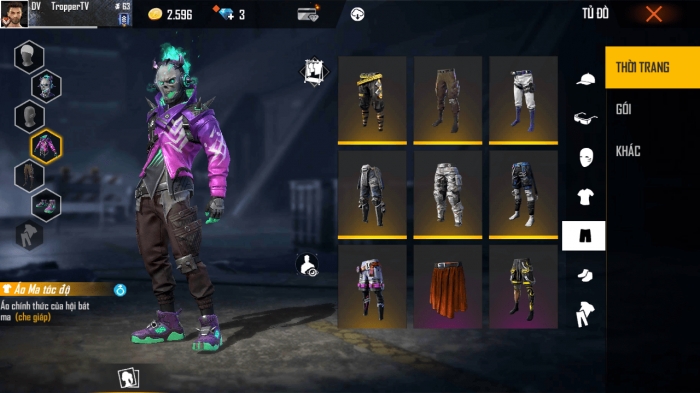 DV TropperTV # 63
2.596
+ 3
TỦ ĐỒ
THỜI TRANG
GÓI
KHÁC
Áo Ma tốc độ
Áo chính thức của hội bát
ma (che giáp)